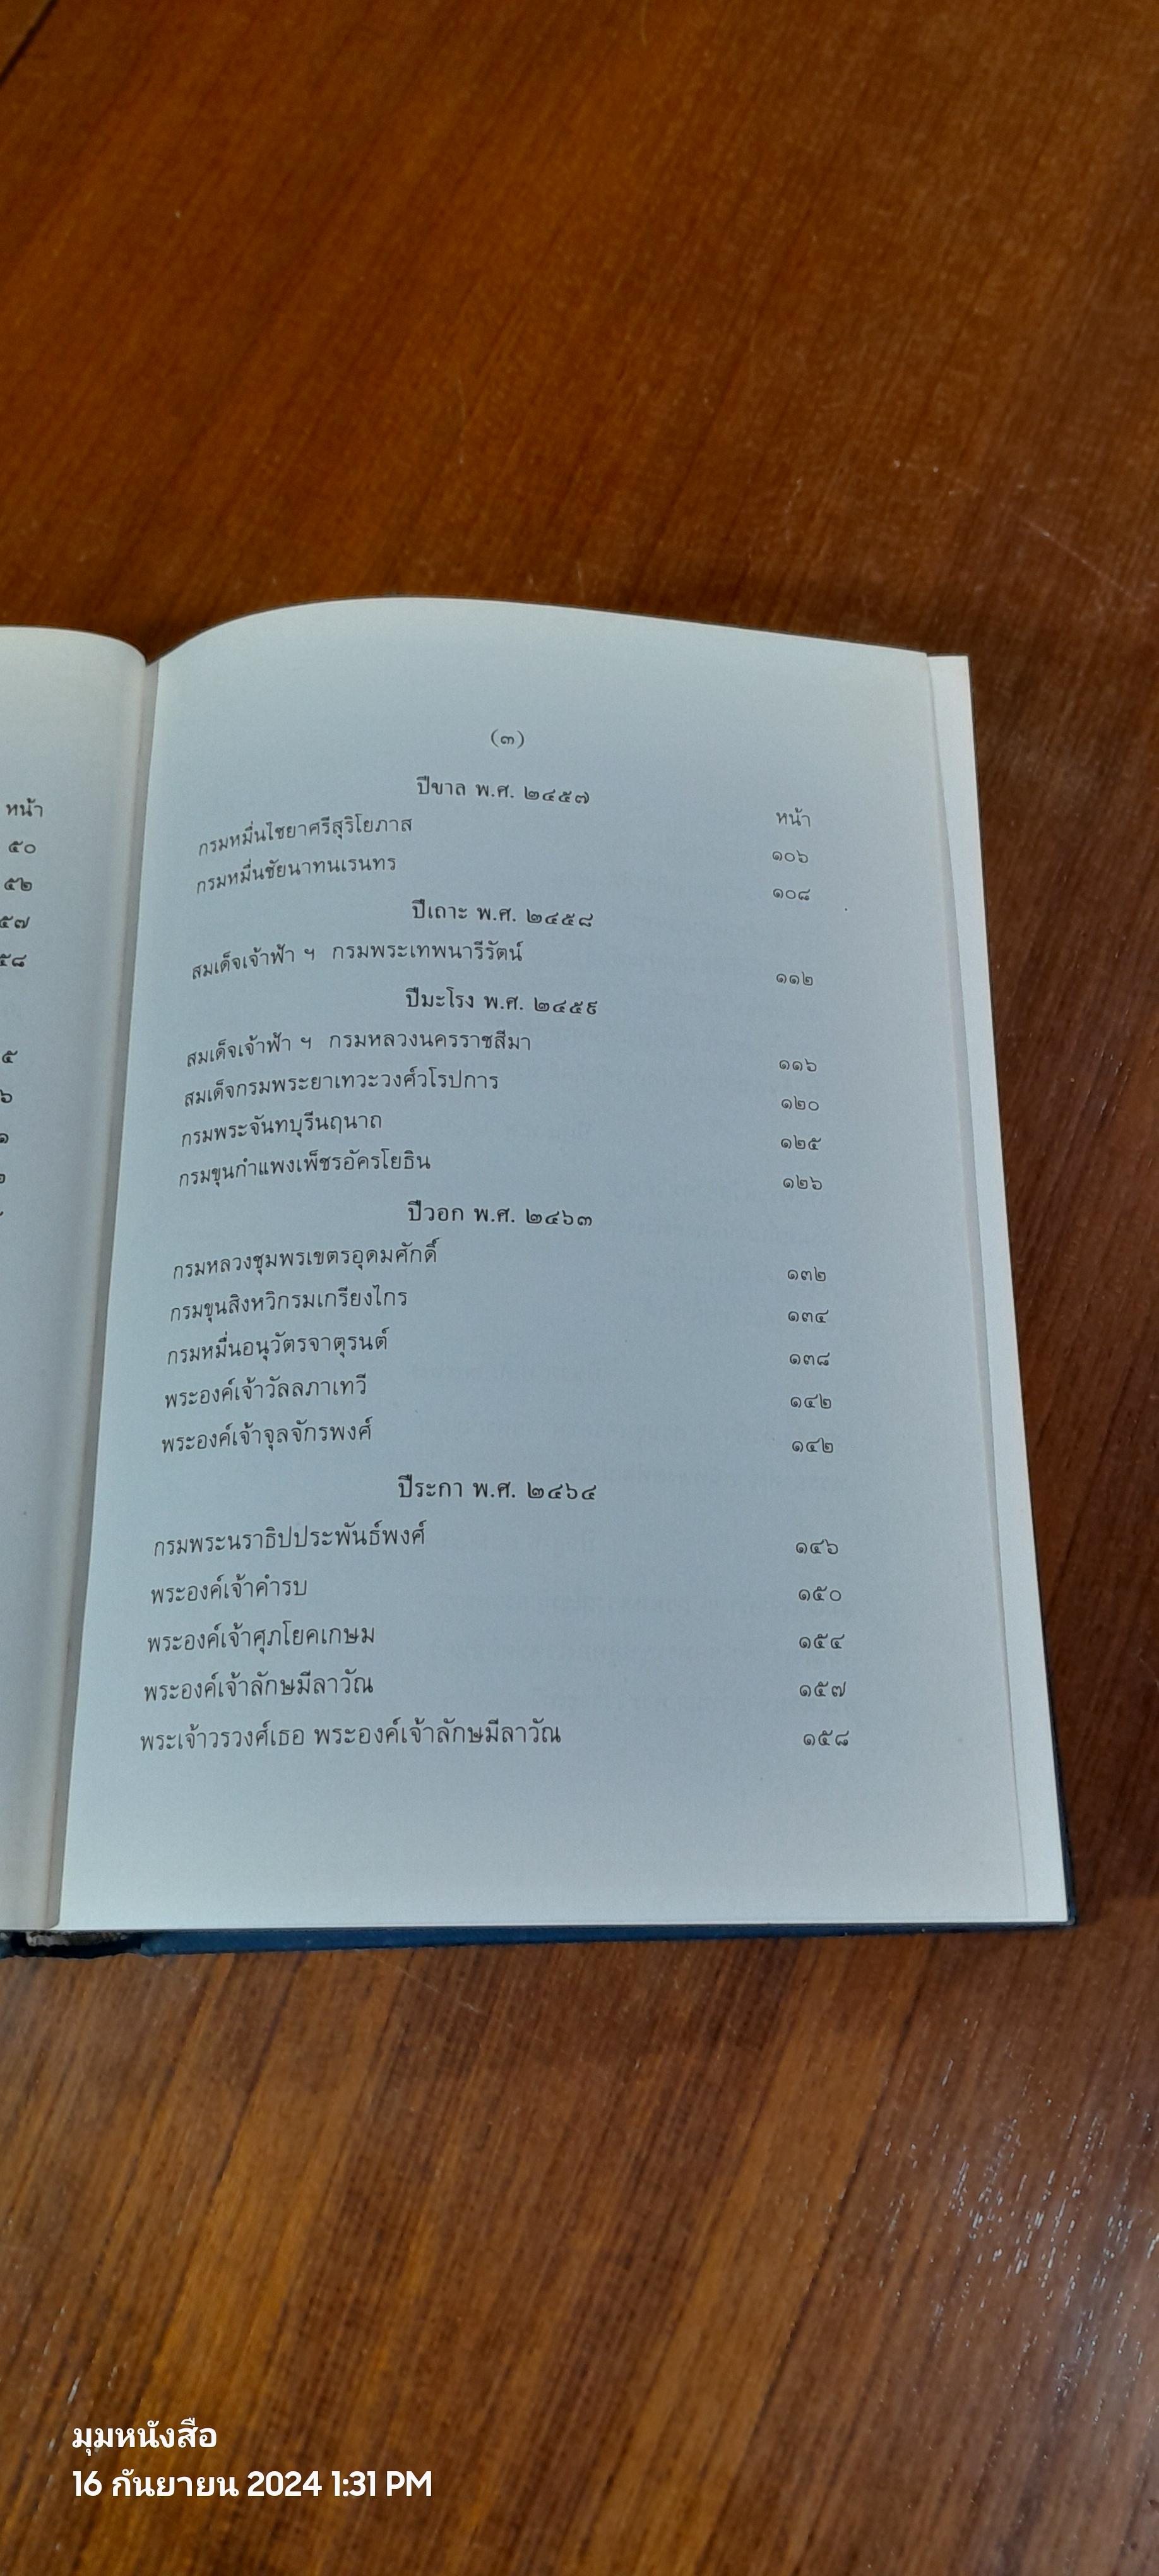 หน้า
๕๐
๕๒
๕๗
๕๘
(๓)
ปีขาล พ.ศ. ๒๔๕๗
หน้า
กรมหมื่นไชยาศรีสุริโยภาส ๑๐๖
กรมหมื่นชัยนาทนเรนทร ๑๐๘
ปีเถาะ พ.ศ. ๒๔๕๘
สมเด็จเจ้าฟ้า ฯ กรมพระเทพนารีรัตน์ ๑๑๒
ปีมะโรง พ.ศ. ๒๔๕๙
สมเด็จเจ้าฟ้า ฯ กรมหลวงนครราชสีมา ๑๑๖
สมเด็จกรมพระยาเทวะวงศ์วโรปการ ๑๒๐
กรมพระจันทบุรีนฤนาถ ๑๒๕
กรมขุนกำแพงเพ็ชรอัครโยธิน ๑๒๖
ปีวอก พ.ศ. ๒๔๖๓
กรมหลวงชุมพรเขตรอุดมศักดิ์ ๑๓๒
กรมขุนสิงหวิกรมเกรียงไกร ๑๓๔
กรมหมื่นอนุวัตรจาตุรนต์ ๑๓๘
พระองค์เจ้าวัลลภาเทวี ๑๔๒
พระองค์เจ้าจุลจักรพงศ์ ๑๔๒
ปีระกา พ.ศ. ๒๔๖๔
กรมพระนราธิปประพันธ์พงศ์ ๑๔๖
พระองค์เจ้าคำรบ ๑๕๐
พระองค์เจ้าศุภโยคเกษม ๑๕๔
พระองค์เจ้าลักษมีลาวัณ ๑๕๗
พระเจ้าวรวงศ์เธอ พระองค์เจ้าลักษมีลาวัณ ๑๕๘
มุมหนังสือ
16 กันยายน 2024 1:31 PM